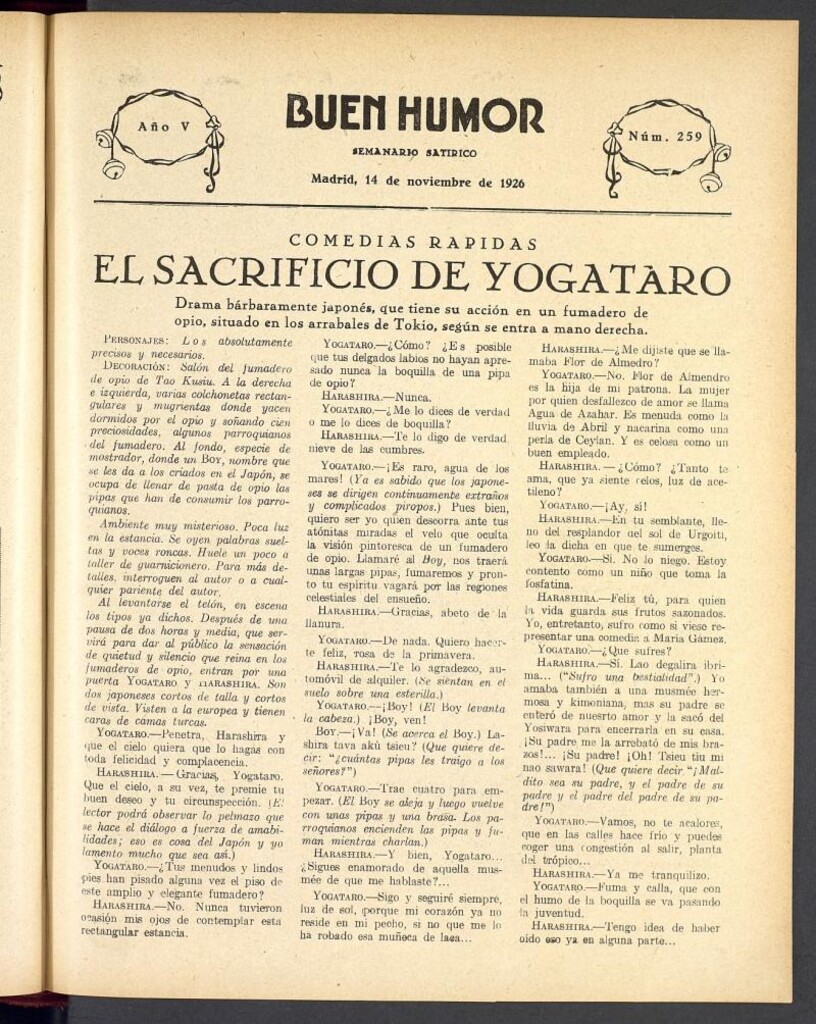 Año V
BUEN HUMOR
SEMANARIO SATIRICO
Madrid, 14 de noviembre de 1926
Núm. 259
COMEDIAS RAPIDAS
EL SACRIFICIO DE YOGATARO
Drama bárbaramente japonés, que tiene su acción en un fumadero de
opio, situado en los arrabales de Tokio, según se entra a mano derecha.
PERSONAJES: Los absolutamente
precisos y necesarios.
DECORACIÓN: Salón del fumadero
de opio de Tao Kusiu. A la derecha
e izquierda, varias colchonetas rectan-
gulares y mugrientas donde yacen
dormidos por el opio y soñando cien
preciosidades, algunos parroquianos
del fumadero. Al fondo, especie de
mostrador, donde un Boy, nombre que
se les da a los criados en el Japón, se
ocupa de llenar de pasta de opio las
pipas que han de consumir los parro-
quianos.
Ambiente muy misterioso. Poca luz
en la estancia. Se oyen palabras suel-
tas y voces roncas. Huele un poco a
taller de guarnicionero. Para más de-
talles, interroguen al autor o a cual-
quier pariente del autor.
Al levantarse el telón, en escena
los tipos ya dichos. Después de una
pausa de dos horas y media, que ser-
virá para dar al público la sensación
de quietud y silencio que reina en los
fumaderos de opio, entran por una
puerta YOGATARO y HARASHIRA. Son
dos japoneses cortos de talla y cortos
de vista. Visten a la europea y tienen
caras de camas turcas.
YOGATARO.—Penetra, Harashira y
que el cielo quiera que lo hagas con
toda felicidad y complacencia.
HARASHIRA.—Gracias, Yogataro.
Que el cielo, a su vez, te premie tu
buen deseo y tu circunspección. (El
lector podrá observar lo pelmazo que
se hace el diálogo a fuerza de amabi-
lidades; eso es cosa del Japón y yo
lamento mucho que sea así.)
YOGATARO.—¿Tus menudos y lindos
pies han pisado alguna vez el piso de
este amplio y elegante fumadero?
HARASHIRA.—No. Nunca tuvieron
ocasión mis ojos de contemplar esta
rectangular estancia.
YOGATARO.—¿Cómo? ¿Es posible
que tus delgados labios no hayan apre-
sado nunca la boquilla de una pipa
de opio?
HARASHIRA.—Nunca.
YOGATARO.—¿Me lo dices de verdad
o me lo dices de boquilla?
HARASHIRA.—Te lo digo de verdad
nieve de las cumbres.
YOGATARO.—¡Es raro, agua de los
mares! (Ya es sabido que los japone-
ses se dirigen continuamente extraños
y complicados piropos.) Pues bien,
quiero ser yo quien descorra ante tus
atónitas miradas el velo que oculta
la visión pintoresca de un fumadero
de opio. Llamaré al Boy, nos traerá
unas largas pipas, fumaremos y pron-
to tu espíritu vagará por las regiones
celestiales del ensueño.
HARASHIRA.—Gracias, abeto de la
llanura.
YOGATARO.—De nada. Quiero hacer-
te feliz, rosa de la primavera.
HARASHIRA.—Te lo agradezco, au-
tomóvil de alquiler. (Se sientan en el
suelo sobre una esterilla.)
YOGATARO.—¡Boy! (El Boy levanta
la cabeza.) ¡Boy, ven!
BOY.—¡Va! (Se acerca el Boy.) La-
shira tava akú tsieu? (Que quiere de-
cir: "¿cuántas pipas les traigo a los
señores?")
YOGATARO.—Trae cuatro para em-
pezar. (El Boy se aleja y luego vuelve
con unas pipas y una brasa. Los pa-
rroquianos encienden las pipas y fu-
man mientras charlan.)
HARASHIRA.—Y bien, Yogataro...
¿Sigues enamorado de aquella mus-
mée de que me hablaste?...
YOGATARO.—Sigo y seguiré siempre,
luz de sol, porque mi corazón ya no
reside en mi pecho, si no que me lo
ha robado esa muñeca de laca...
HARASHIRA.—¿Me dijiste que se lla-
maba Flor de Almedro?
YOGATARO.—No. Flor de Almendro
es la hija de mi patrona. La mujer
por quien desfallezco de amor se llama
Agua de Azahar. Es menuda como la
lluvia de Abril y nacarina como una
perla de Ceylan. Y es celosa como un
buen empleado.
HARASHIRA.—¿Cómo? ¿Tanto te
ama, que ya siente celos, luz de ace-
tileno?
YOGATARO.—¡Ay, sí!
HARASHIRA.—En tu semblante, lle-
no del resplandor del sol de Urgoiti,
leo la dicha en que te sumerges.
YOGATARO.—Sí. No lo niego. Estoy
contento como un niño que toma la
fosfatina.
HARASHIRA.—Feliz tú, para quien
la vida guarda sus frutos sazonados.
Yo, entretanto, sufro como si viese re-
presentar una comedia a María Gámez.
YOGATARO.—¿Que sufres?
HARASHIRA.—Sí. Lao degalira ibri-
ma... ("Sufro una bestialidad".) Yo
amaba también a una musmée her-
mosa y kimoniana, mas su padre se
enteró de nuesrto amor y la sacó del
Yosiwara para encerrarla en su casa.
¡Su padre me la arrebató de mis bra-
zos!... ¡Su padre! ¡Oh! Tsieu tiu mi
nao sawara! (Que quiere decir "¡Mal-
dito sea su padre, y el padre de su
padre y el padre del padre de su pa-
dre!")
YOGATARO.—Vamos, no te acalores,
que en las calles hace frío y puedes
coger una congestión al salir, planta
del trópico...
HARASHIRA.—Ya me tranquilizo.
YOGATARO.—Fuma y calla, que con
el humo de la boquilla se va pasando
la juventud.
HARASHIRA.—Tengo idea de haber
oido eso ya en alguna parte...